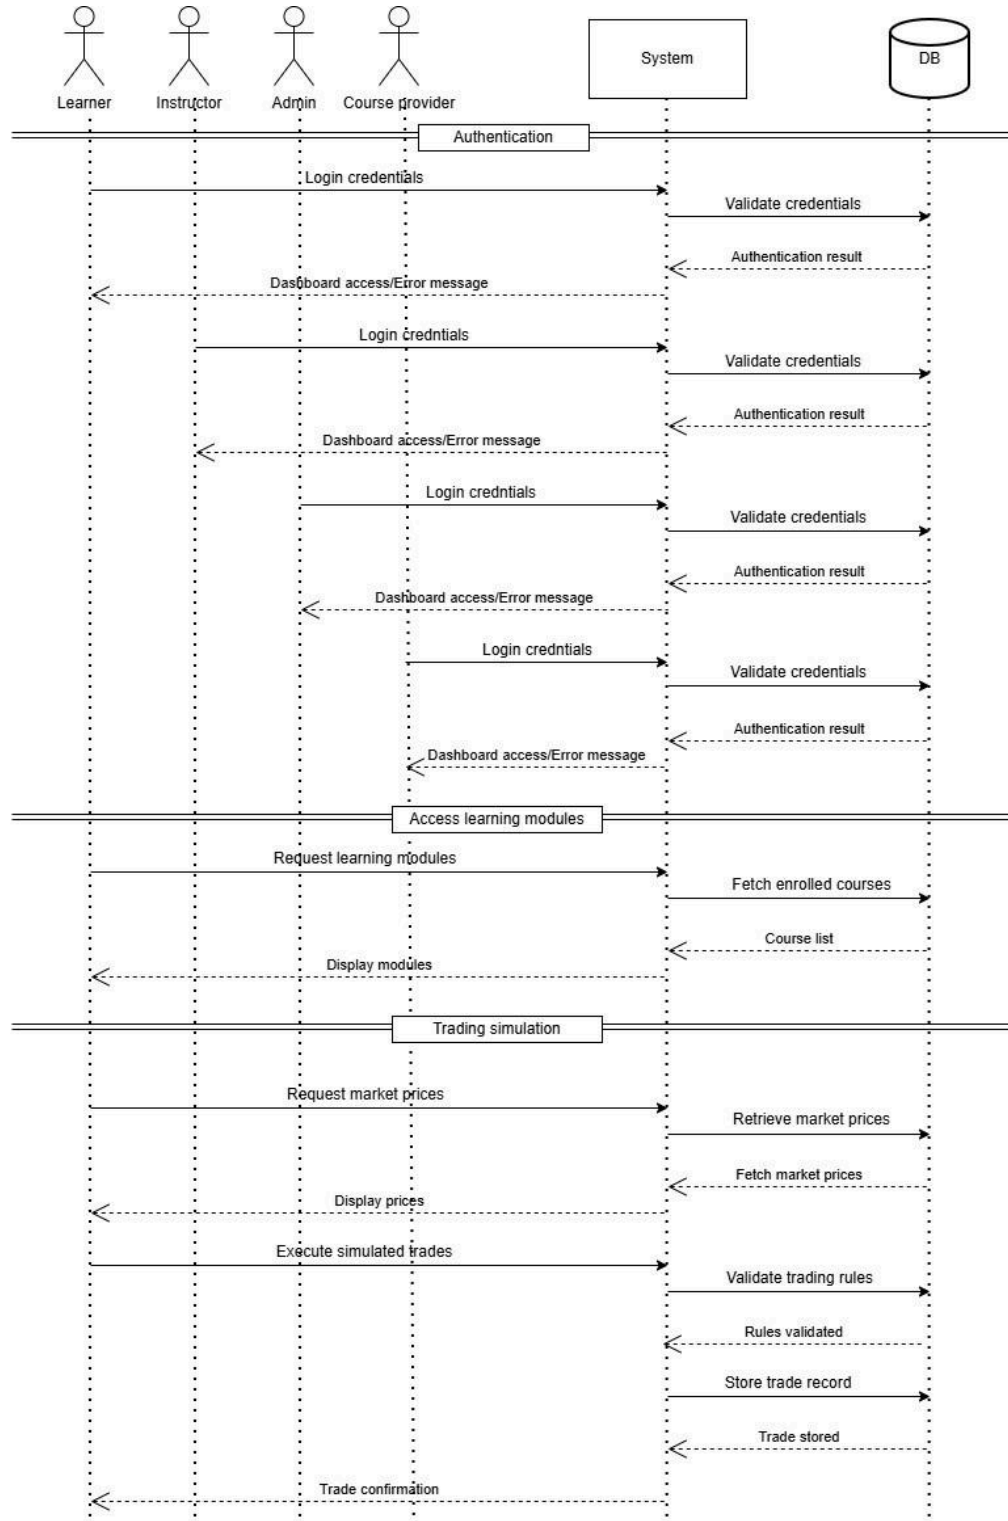 Learner
Instructor
Admin
Course provider
System
DB
Authentication
Login credentials
Validate credentials
Authentication result
Dashboard access/Error message
Login credntials
Validate credentials
Authentication result
Dashboard access/Error message
Login credntials
Validate credentials
Authentication result
Dashboard access/Error message
Login credntials
Validate credentials
Authentication result
Dashboard access/Error message
Access learning modules
Request learning modules
Fetch enrolled courses
Course list
Display modules
Trading simulation
Request market prices
Retrieve market prices
Fetch market prices
Display prices
Execute simulated trades
Validate trading rules
Rules validated
Store trade record
Trade stored
Trade confirmation